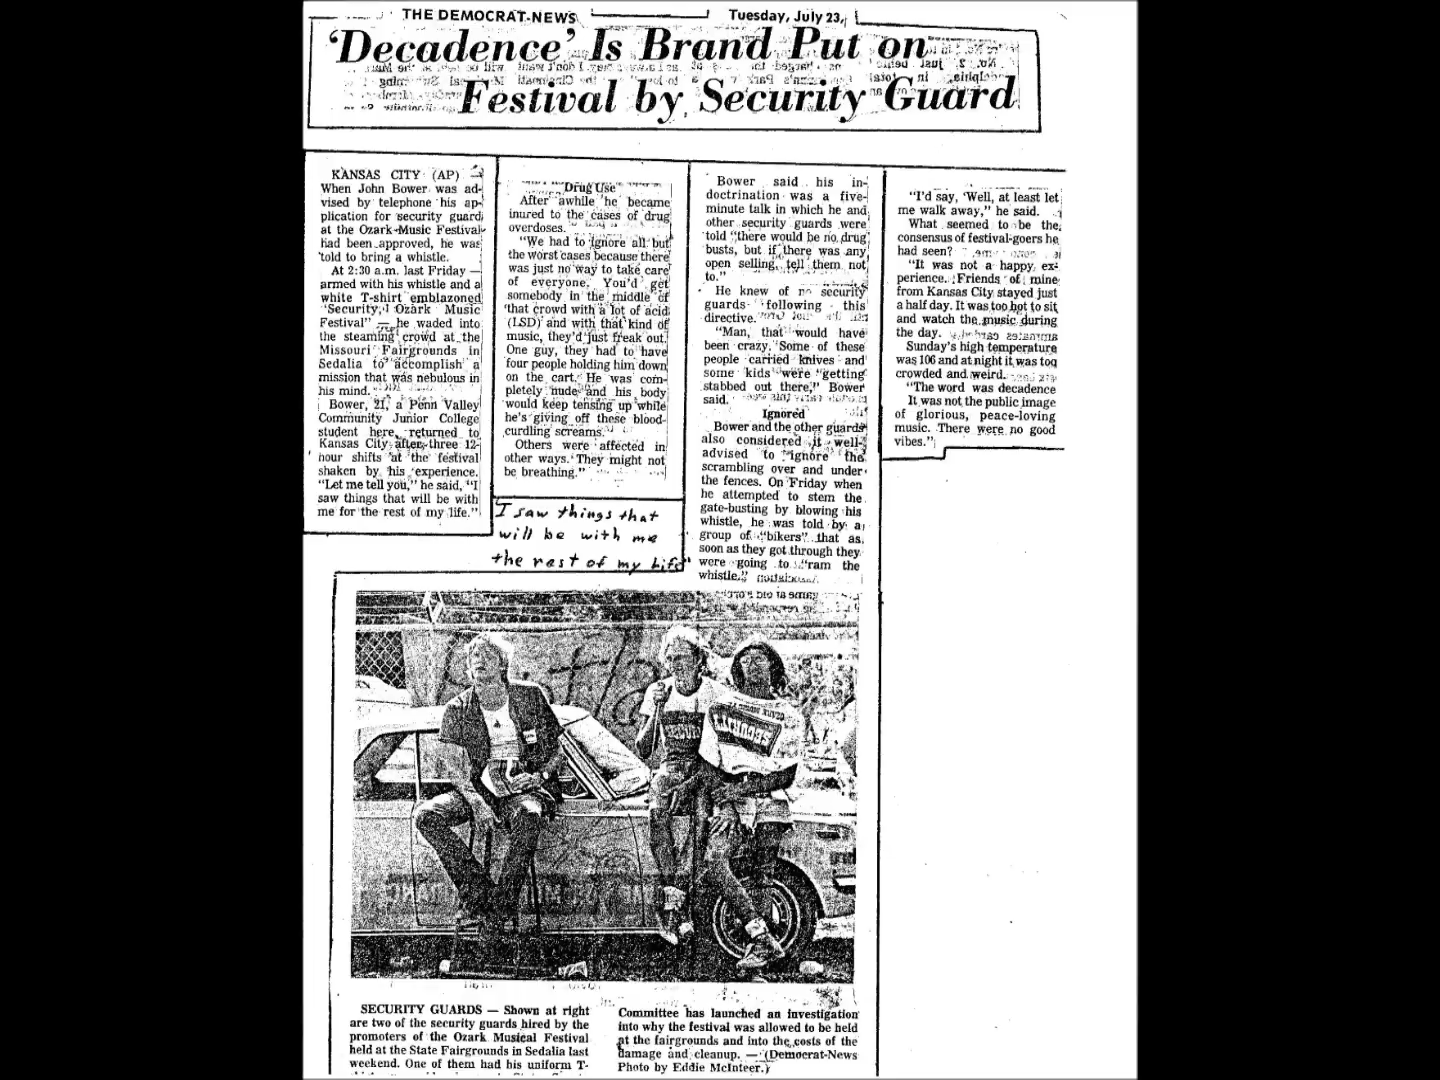 THE DEMOCRAT-NEWS
Tuesday, July 23,
'Decadence' Is Brand Put on
Festival by Security Guard
KANSAS CITY (AP) —
When John Bower was ad-
vised by telephone his ap-
plication for security guard
at the Ozark Music Festival
had been approved, he was
told to bring a whistle.
At 2:30 a.m. last Friday —
armed with his whistle and a
white T-shirt emblazoned
"Security, Ozark Music
Festival" — he waded into
the steaming crowd at the
Missouri Fairgrounds in
Sedalia to accomplish a
mission that was nebulous in
his mind.
Bower, 21, a Penn Valley
Community Junior College
student here, returned to
Kansas City after three 12-
hour shifts at the festival
shaken by his experience.
"Let me tell you," he said, "I
saw things that will be with
me for the rest of my life."
Drug Use
After awhile he became
inured to the cases of drug
overdoses.
"We had to ignore all but
the worst cases because there
was just no way to take care
of everyone. You'd get
somebody in the middle of
that crowd with a lot of acid
(LSD) and with that kind of
music, they'd just freak out.
One guy, they had to have
four people holding him down
on the cart. He was com-
pletely nude and his body
would keep tensing up while
he's giving off these blood-
curdling screams.
Others were affected in
other ways. They might not
be breathing."
I saw things that
will be with me
the rest of my Life"
Bower said his in-
doctrination was a five-
minute talk in which he and
other security guards were
told "there would be no drug
busts, but if there was any
open selling, tell them not
to."
He knew of no security
guards following this
directive.
"Man, that would have
been crazy. Some of these
people carried knives and
some kids were getting
stabbed out there," Bower
said.
Ignored
Bower and the other guards
also considered it well-
advised to ignore the
scrambling over and under
the fences. On Friday when
he attempted to stem the
gate-busting by blowing his
whistle, he was told by a
group of "bikers" that as
soon as they got through they
were going to "ram the
whistle."
"I'd say, 'Well, at least let
me walk away," he said.
What seemed to be the
consensus of festival-goers he
had seen?
"It was not a happy ex-
perience. Friends of mine
from Kansas City stayed just
a half day. It was too hot to sit
and watch the music during
the day.
Sunday's high temperature
was 106 and at night it was too
crowded and weird.
"The word was decadence
It was not the public image
of glorious, peace-loving
music. There were no good
vibes."
SECURITY
SECURITY GUARDS — Shown at right
are two of the security guards hired by the
promoters of the Ozark Musical Festival
held at the State Fairgrounds in Sedalia last
weekend. One of them had his uniform T-
Committee has launched an investigation
into why the festival was allowed to be held
at the fairgrounds and into the costs of the
damage and cleanup. — (Democrat-News
Photo by Eddie McInteer.)